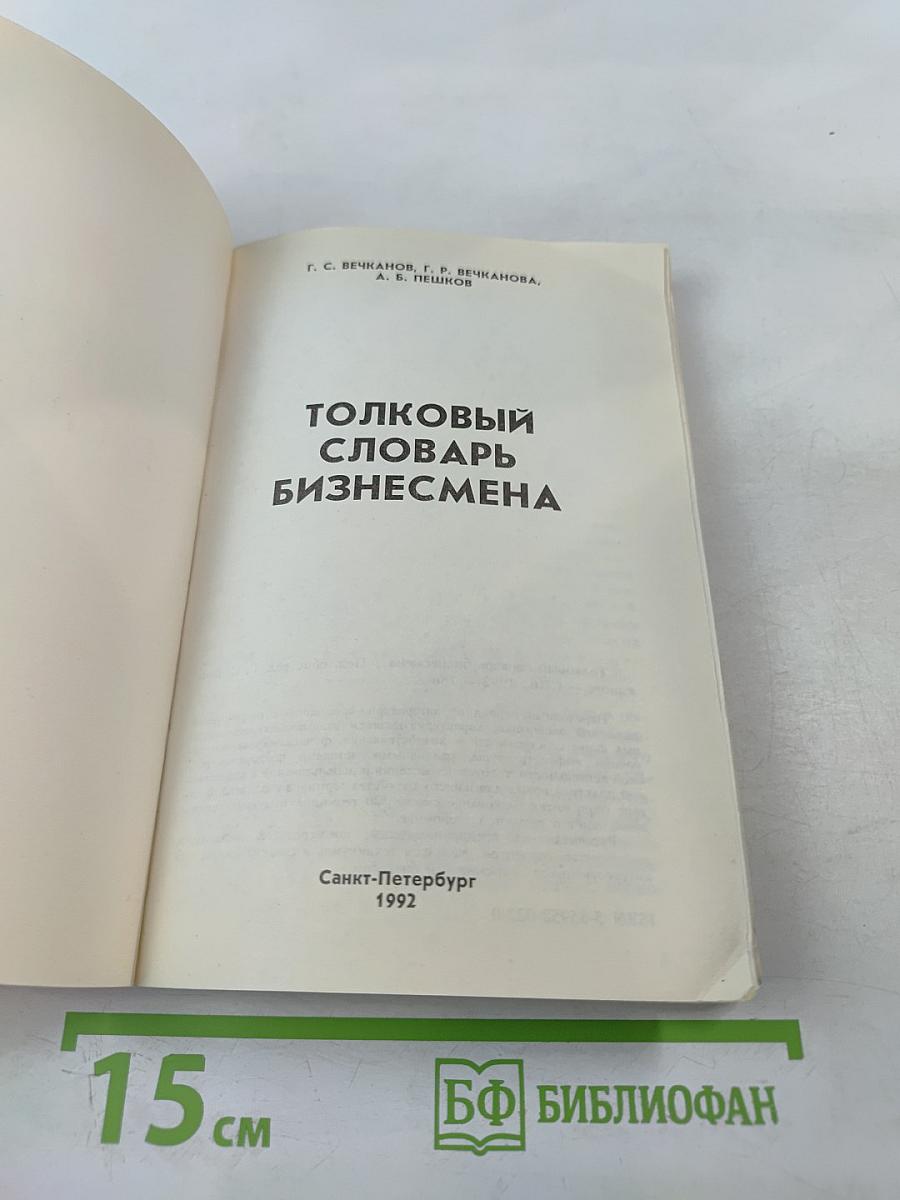 Г. С. ВЕЧКАНОВ, Г. Р. ВЕЧКАНОВА,
А. Б. ПЕШКОВ
ТОЛКОВЫЙ
СЛОВАРЬ
БИЗНЕСМЕНА
Санкт-Петербург
1992
15 см
БФ БИБЛИОФАН